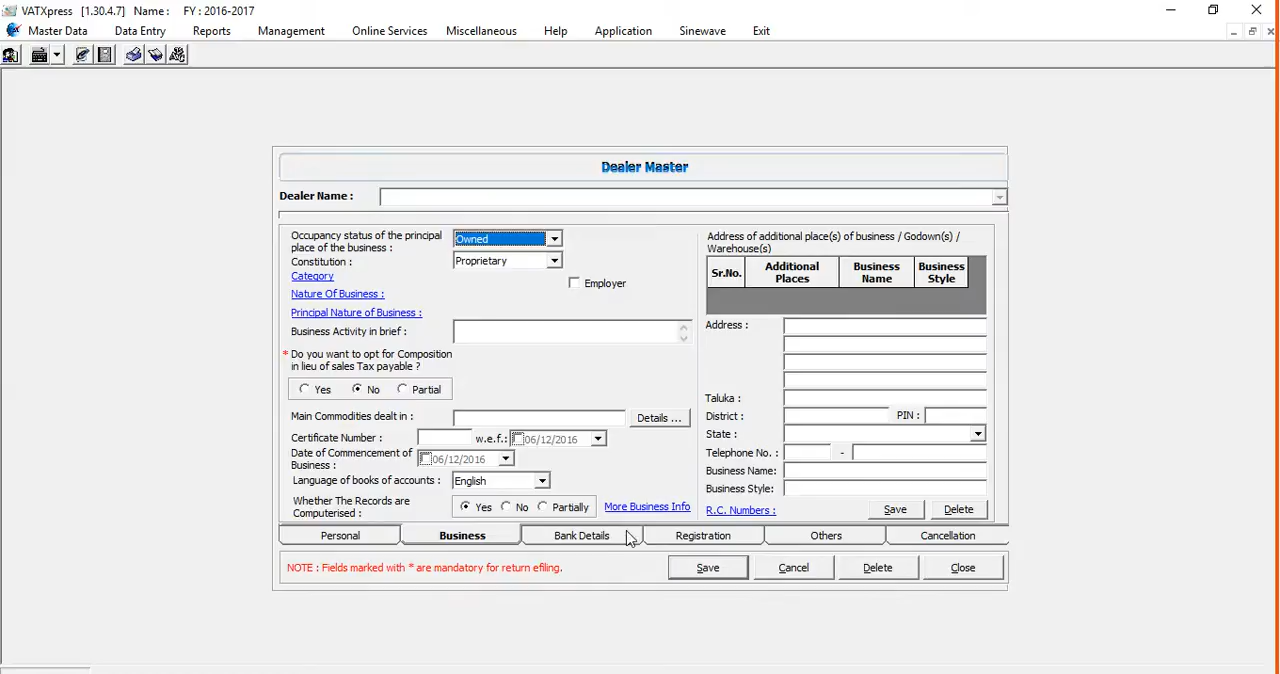 VATXpress [1.30.4.7] Name : FY : 2016-2017
Master Data Data Entry Reports Management Online Services Miscellaneous Help Application Sinewave Exit
Dealer Master
Dealer Name :
Occupancy status of the principal
place of the business :
Owned
Constitution :
Proprietary
Category
Employer
Nature Of Business :
Principal Nature of Business :
Business Activity in brief :
* Do you want to opt for Composition
in lieu of sales Tax payable ?
Yes No Partial
Main Commodities dealt in :
Details ...
Certificate Number :
w.e.f.: 06/12/2016
Date of Commencement of
Business :
06/12/2016
Language of books of accounts :
English
Whether The Records are
Computerised :
Yes No Partially
More Business Info
Address of additional place(s) of business / Godown(s) /
Warehouse(s)
Sr.No. Additional Places Business Name Business Style
Address :
Taluka :
District : PIN :
State :
Telephone No. : -
Business Name:
Business Style:
R.C. Numbers :
Save Delete
Personal Business Bank Details Registration Others Cancellation
NOTE : Fields marked with * are mandatory for return efiling.
Save Cancel Delete Close